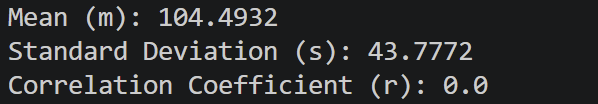 Mean (m): 104.4932
Standard Deviation (s): 43.7772
Correlation Coefficient (r): 0.0